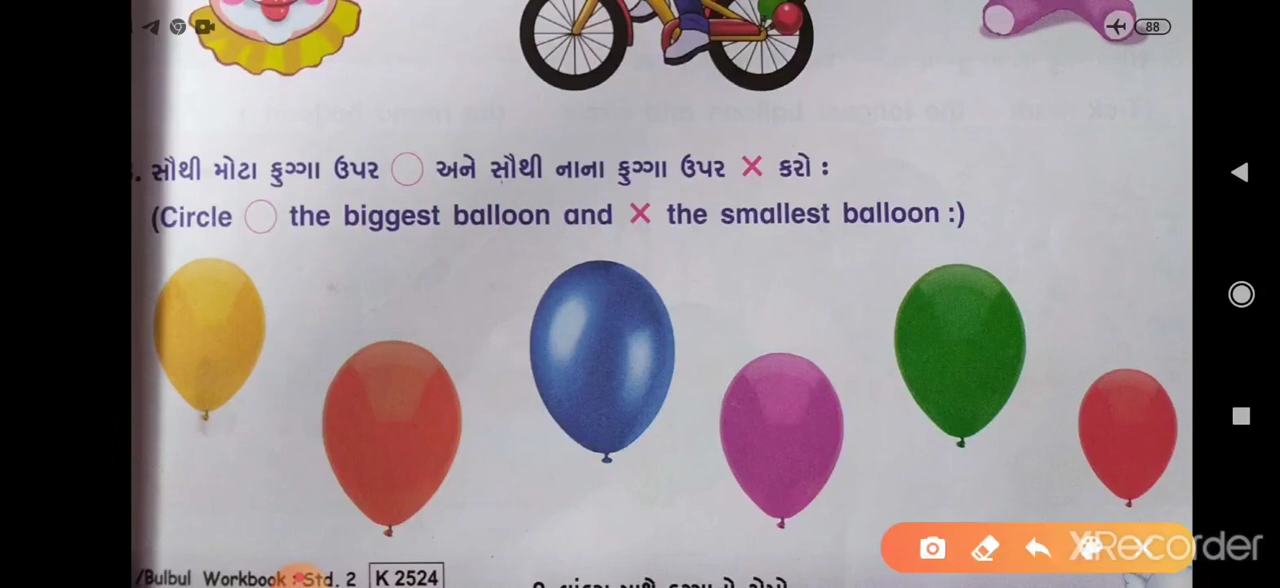 88
સૌથી મોટા ફુગ્ગા ઉપર ○ અને સૌથી નાના ફુગ્ગા ઉપર ✕ કરો :
(Circle ○ the biggest balloon and ✕ the smallest balloon :)
XRecorder
/Bulbul Workbook : Std. 2 K 2524